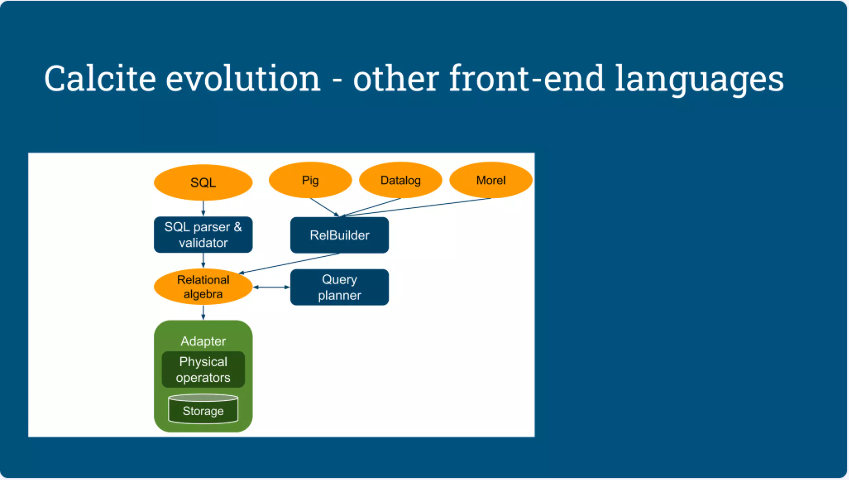 Calcite evolution - other front-end languages
SQL
Pig
Datalog
Morel
SQL parser &
validator
RelBuilder
Relational
algebra
Query
planner
Adapter
Physical
operators
Storage